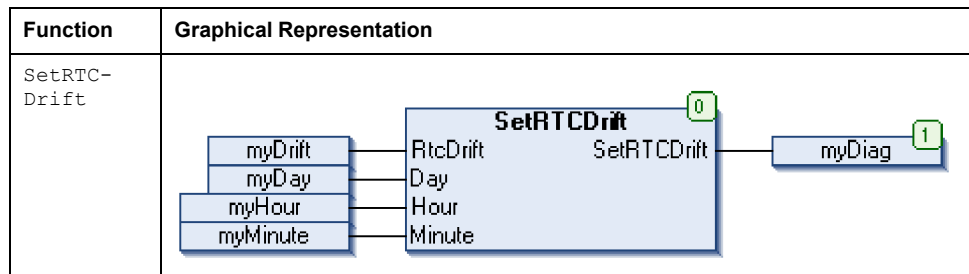 Function Graphical Representation
SetRTC-
Drift
0
SetRTCDrift
1
myDrift RtcDrift SetRTCDrift myDiag
myDay Day
myHour Hour
myMinute Minute